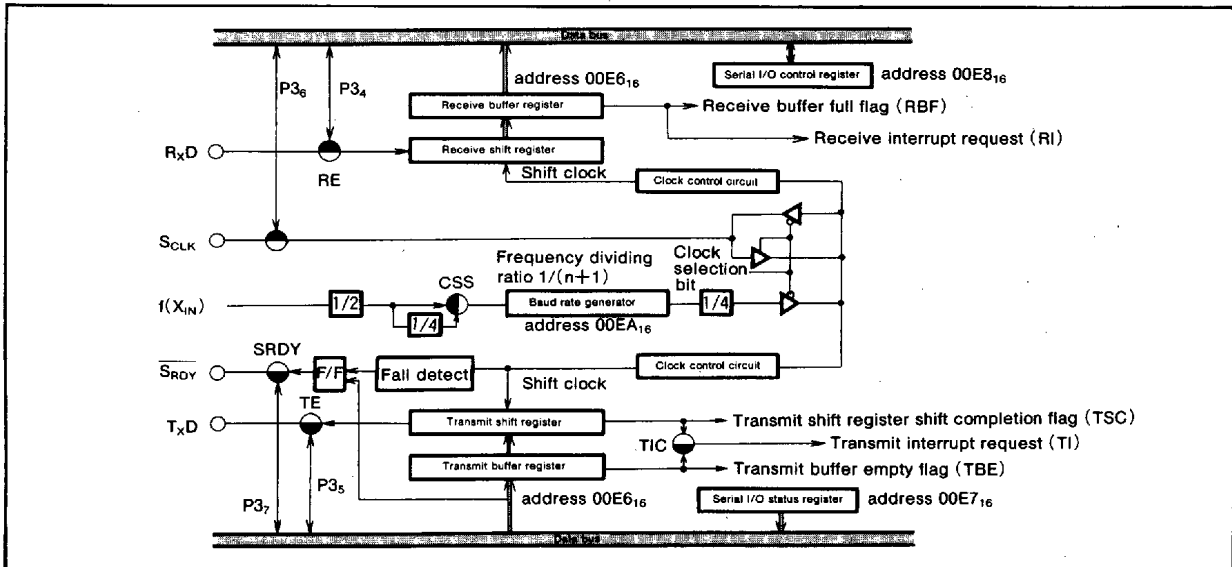 Data bus
address 00E6₁₆
Serial I/O control register address 00E8₁₆
P3₆ P3₄
Receive buffer register Receive buffer full flag (RBF)
Receive interrupt request (RI)
RₓD Receive shift register
RE Shift clock Clock control circuit
S_CLK
Frequency dividing
ratio 1/(n+1)
Clock
selection
bit
CSS
f(X_IN) 1/2 Baud rate generator 1/4
1/4 address 00EA₁₆
SRDY
S̅_R̅D̅Y̅ F/F Fall detect Clock control circuit
Shift clock
TE
TₓD Transmit shift register Transmit shift register shift completion flag (TSC)
TIC Transmit interrupt request (TI)
Transmit buffer register Transmit buffer empty flag (TBE)
P3₇ P3₅ address 00E6₁₆ Serial I/O status register address 00E7₁₆
Data bus